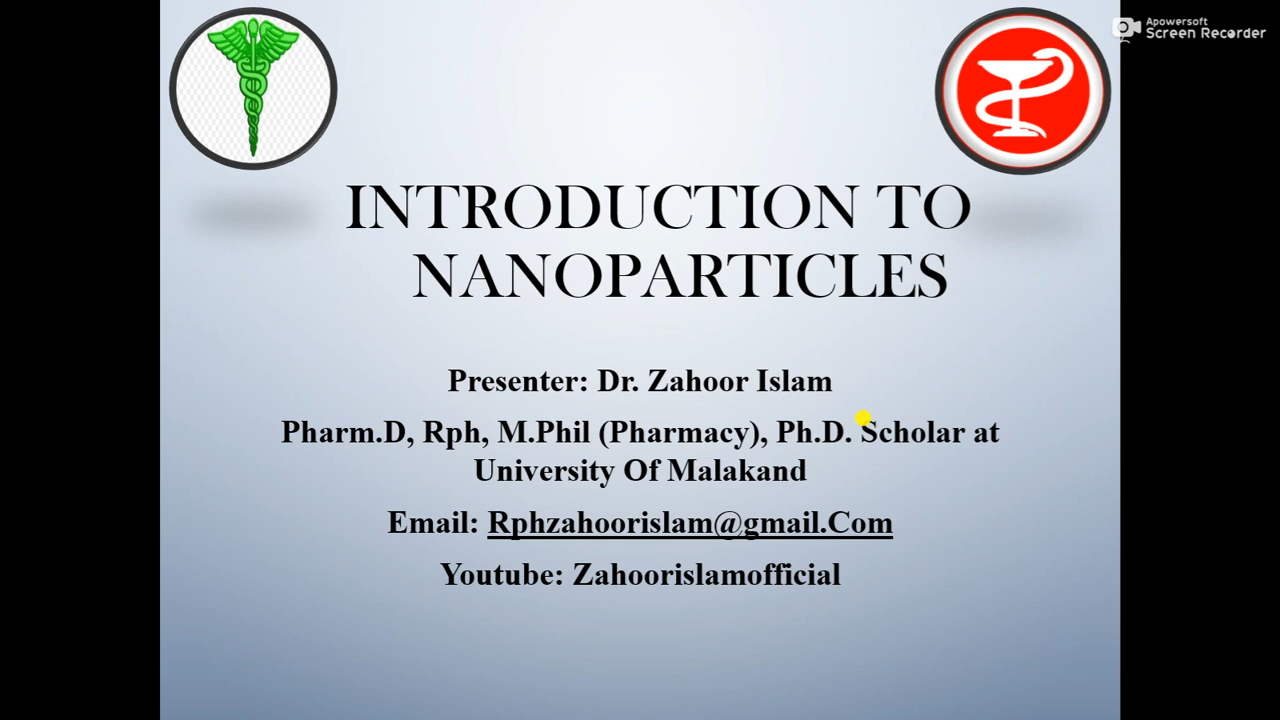 Apowersoft
Screen Recorder
INTRODUCTION TO
NANOPARTICLES
Presenter: Dr. Zahoor Islam
Pharm.D, Rph, M.Phil (Pharmacy), Ph.D. Scholar at
University Of Malakand
Email: Rphzahoorislam@gmail.Com
Youtube: Zahoorislamofficial